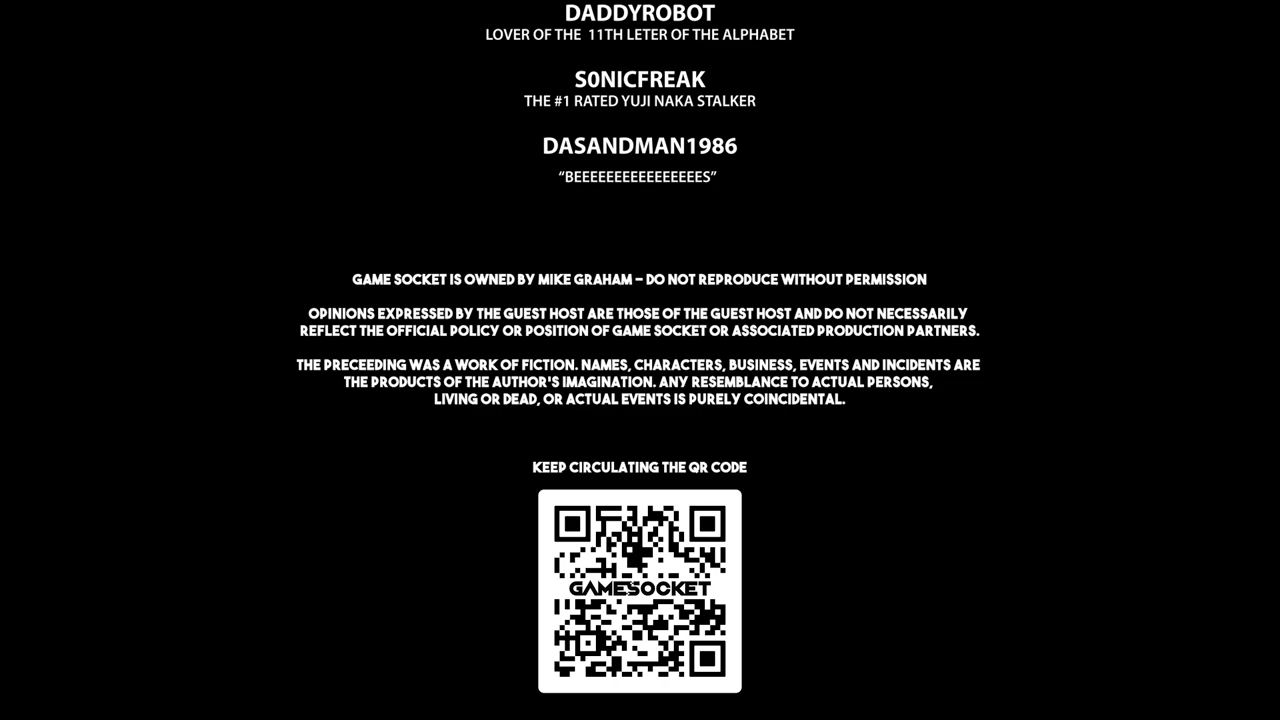 DADDYROBOT
LOVER OF THE 11TH LETER OF THE ALPHABET
S0NICFREAK
THE #1 RATED YUJI NAKA STALKER
DASANDMAN1986
“BEEEEEEEEEEEEEEEES”
GAME SOCKET IS OWNED BY MIKE GRAHAM – DO NOT REPRODUCE WITHOUT PERMISSION
OPINIONS EXPRESSED BY THE GUEST HOST ARE THOSE OF THE GUEST HOST AND DO NOT NECESSARILY
REFLECT THE OFFICIAL POLICY OR POSITION OF GAME SOCKET OR ASSOCIATED PRODUCTION PARTNERS.
THE PRECEEDING WAS A WORK OF FICTION. NAMES, CHARACTERS, BUSINESS, EVENTS AND INCIDENTS ARE
THE PRODUCTS OF THE AUTHOR'S IMAGINATION. ANY RESEMBLANCE TO ACTUAL PERSONS,
LIVING OR DEAD, OR ACTUAL EVENTS IS PURELY COINCIDENTAL.
KEEP CIRCULATING THE QR CODE
GAMESOCKET